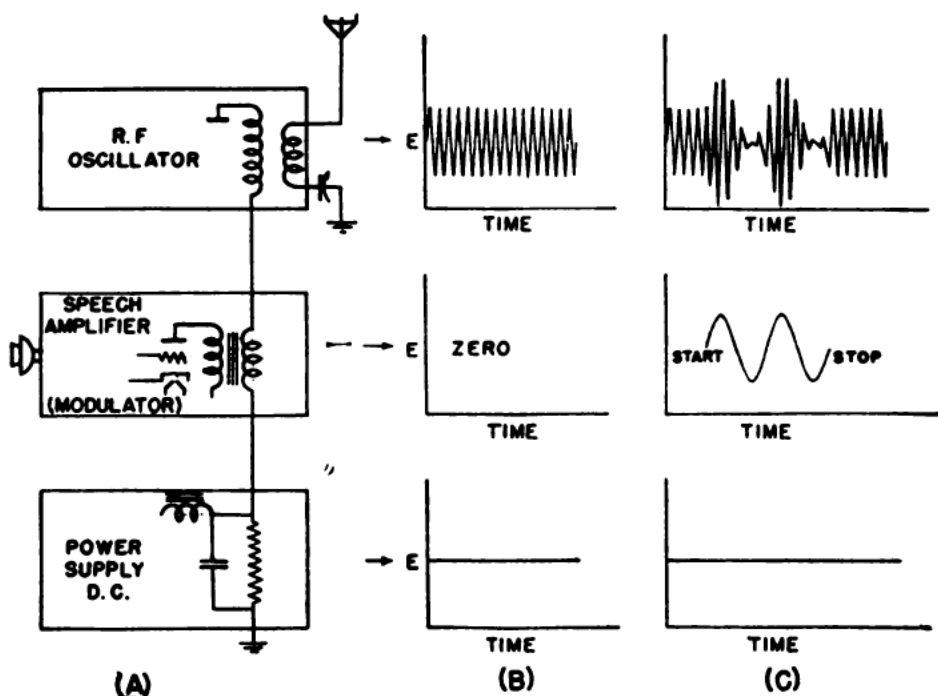 R.F
OSCILLATOR
E
TIME
TIME
SPEECH
AMPLIFIER
(MODULATOR)
E
ZERO
TIME
START
STOP
TIME
POWER
SUPPLY
D.C.
E
TIME
TIME
(A)
(B)
(C)